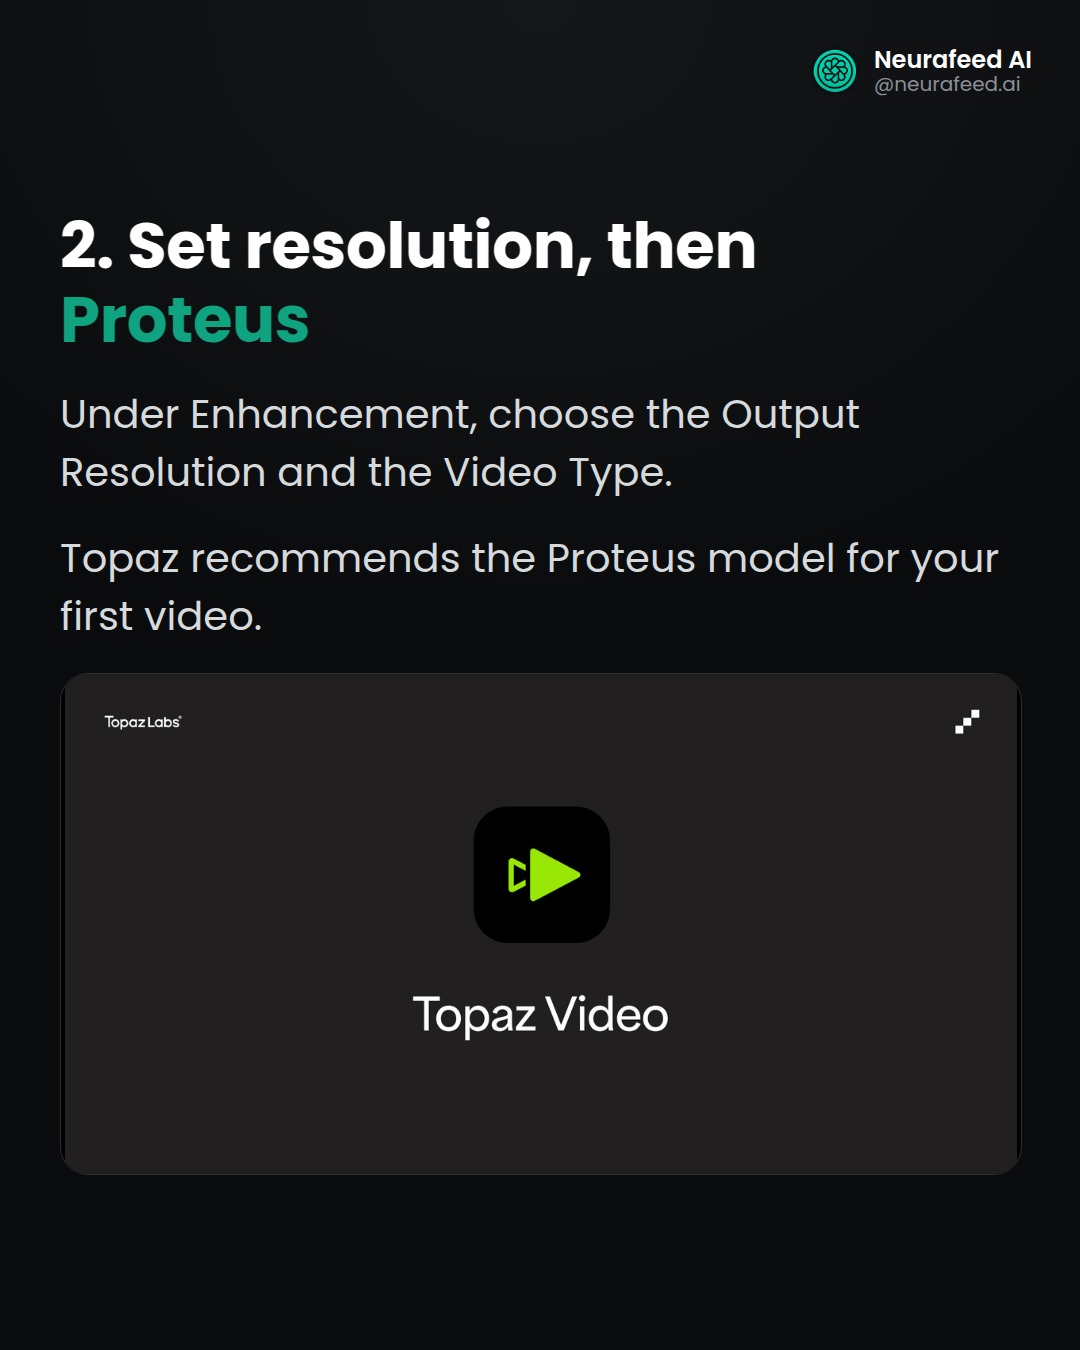 Neurafeed AI
@neurafeed.ai
2. Set resolution, then
Proteus
Under Enhancement, choose the Output
Resolution and the Video Type.
Topaz recommends the Proteus model for your
first video.
Topaz Labs
Topaz Video